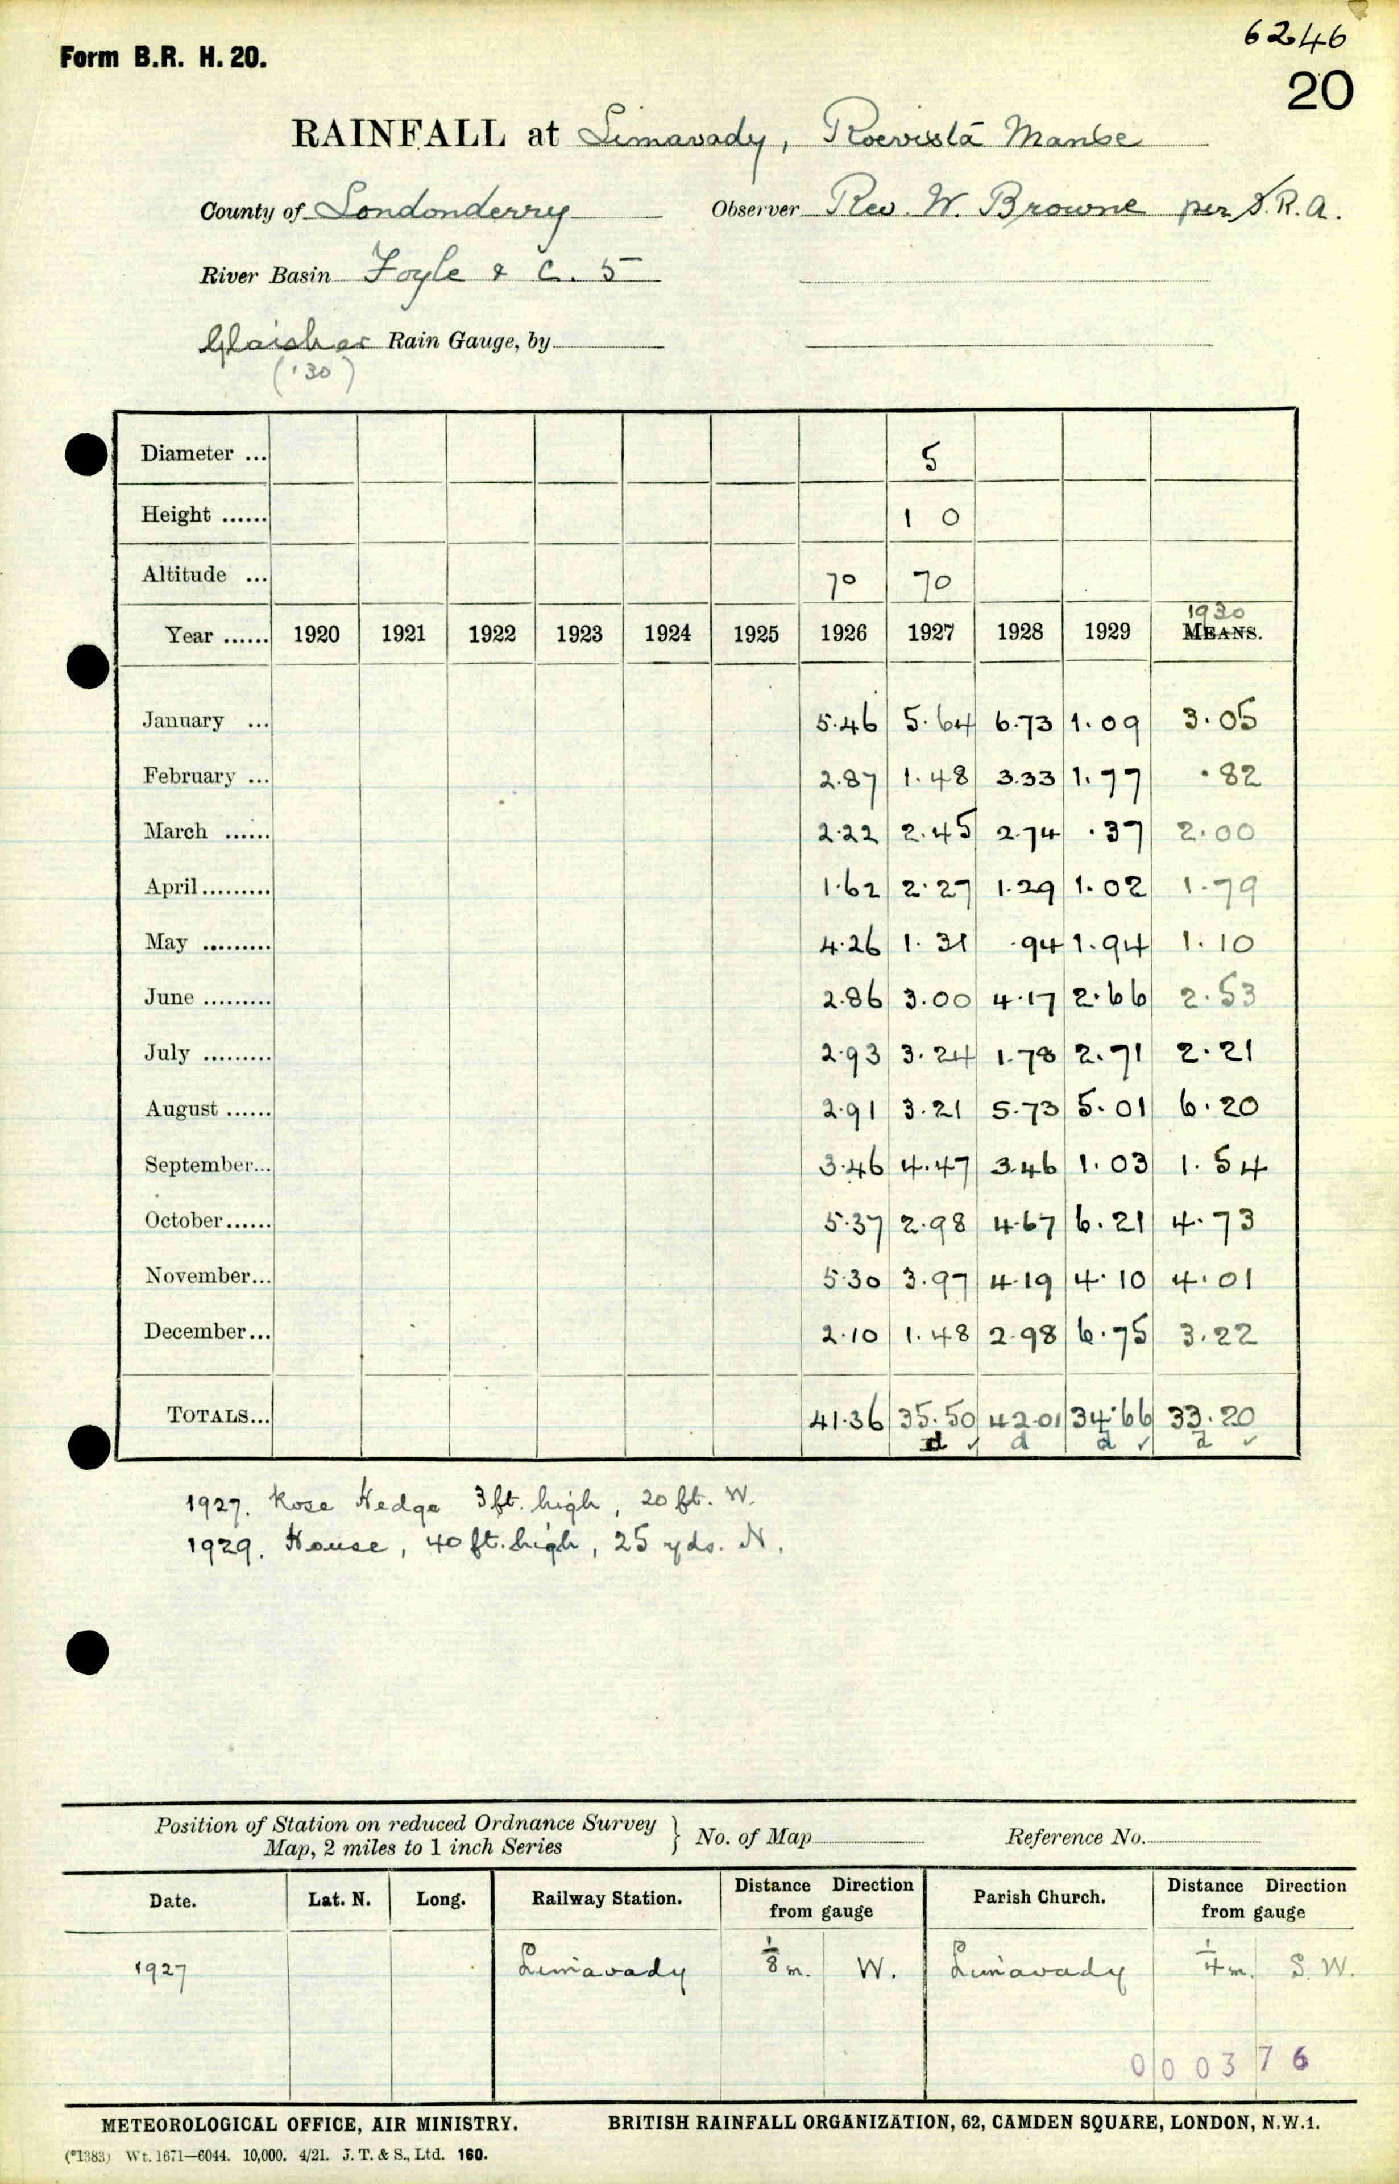 6246
Form B.R. H. 20.
20
RAINFALL at Limavady, Roevista Manse
County of Londonderry Observer Rev. W. Browne per S.R.A.
River Basin Foyle & C. 5
Glaisher Rain Gauge, by
('30)
Diameter ... 5
Height ...... 1 0
Altitude ... 70 70
1930
Year ...... 1920 1921 1922 1923 1924 1925 1926 1927 1928 1929 MEANS.
January ... 5.46 5.64 6.73 1.09 3.05
February ... 2.87 1.48 3.33 1.77 .82
March ...... 2.22 2.45 2.74 .37 2.00
April......... 1.62 2.27 1.29 1.02 1.79
May ......... 4.26 1.31 .94 1.94 1.10
June ......... 2.86 3.00 4.17 2.66 2.53
July ......... 2.93 3.24 1.78 2.71 2.21
August ...... 2.91 3.21 5.73 5.01 6.20
September... 3.46 4.47 3.46 1.03 1.54
October...... 5.37 2.98 4.67 6.21 4.73
November... 5.30 3.97 4.19 4.10 4.01
December... 2.10 1.48 2.98 6.75 3.22
TOTALS... 41.36 35.50 42.01 34.66 33.20
d ✓ d d ✓ d ✓
1927. Rose Hedge 3ft. high, 20 ft. W.
1929. House, 40 ft. high, 25 yds. N.
Position of Station on reduced Ordnance Survey
Map, 2 miles to 1 inch Series } No. of Map Reference No.
Date. Lat. N. Long. Railway Station. Distance Direction from gauge Parish Church. Distance Direction from gauge
1927 Limavady 1/8 m. W. Limavady 1/4 m. S.W.
000376
METEOROLOGICAL OFFICE, AIR MINISTRY. BRITISH RAINFALL ORGANIZATION, 62, CAMDEN SQUARE, LONDON, N.W.1.
(*1383) Wt. 1671—6044. 10,000. 4/21. J. T. & S., Ltd. 160.